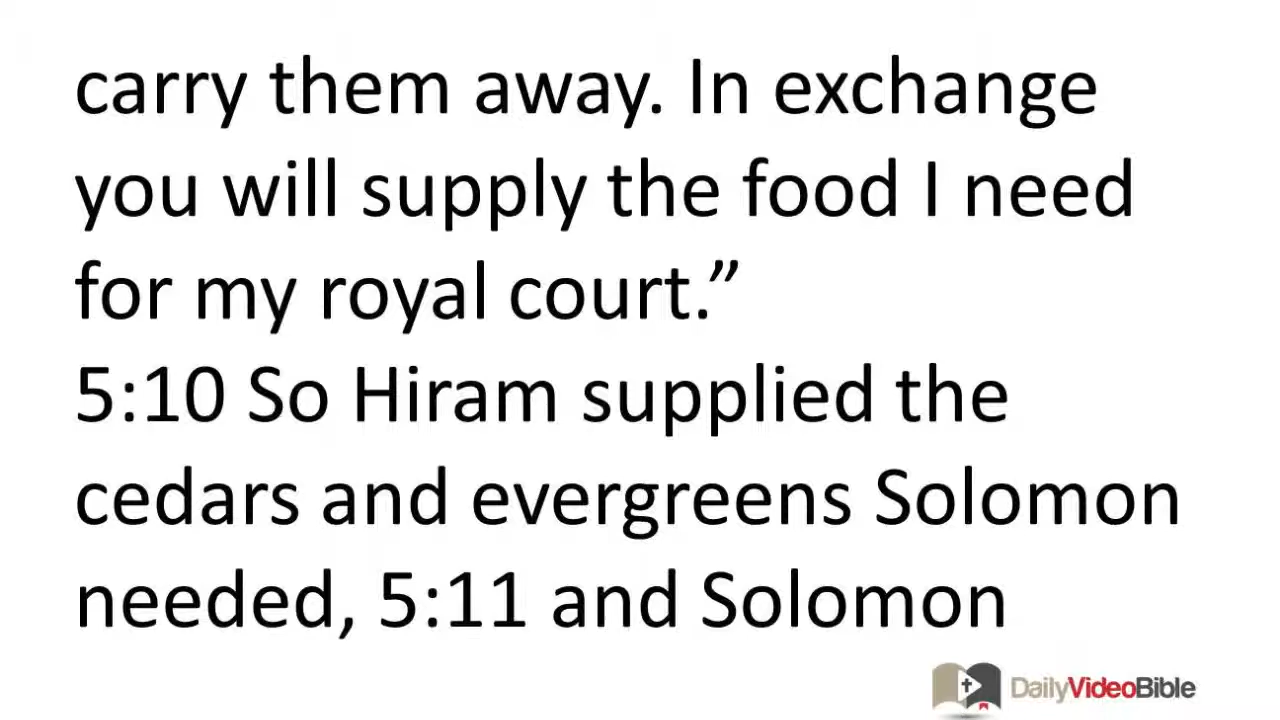 carry them away. In exchange
you will supply the food I need
for my royal court.”
5:10 So Hiram supplied the
cedars and evergreens Solomon
needed, 5:11 and Solomon
DailyVideoBible